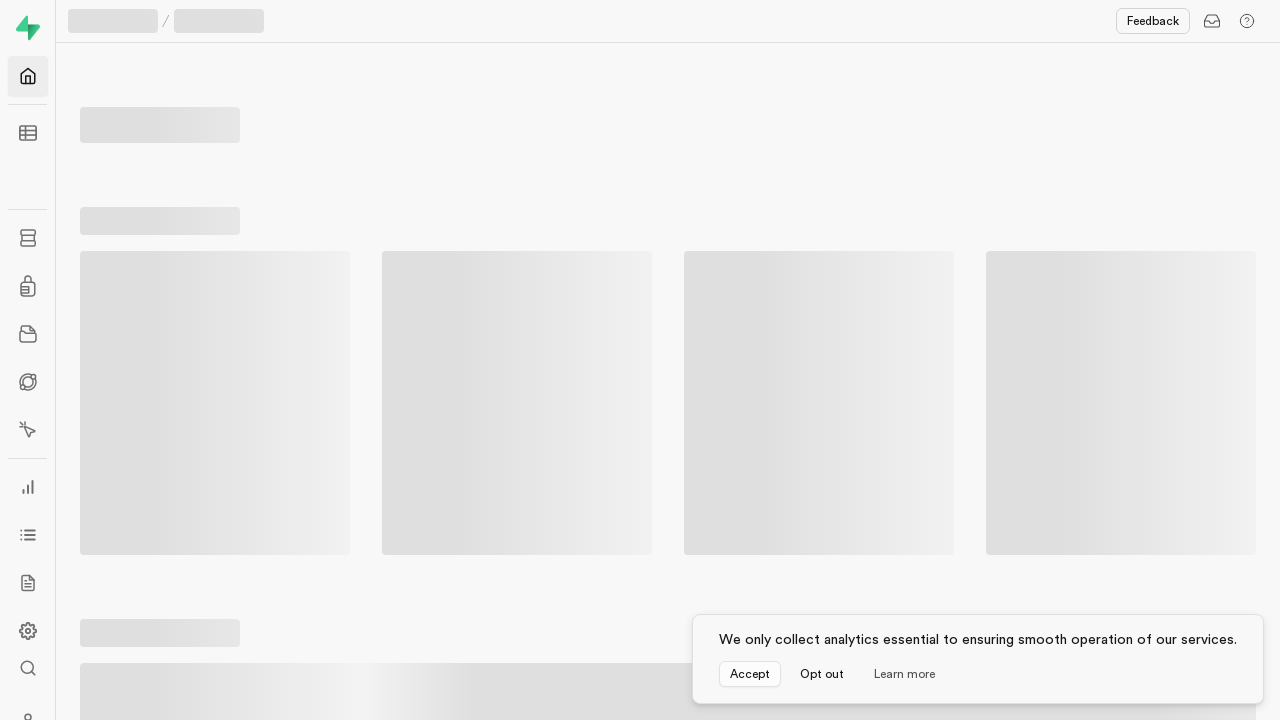 /
Feedback
We only collect analytics essential to ensuring smooth operation of our services.
Accept Opt out Learn more